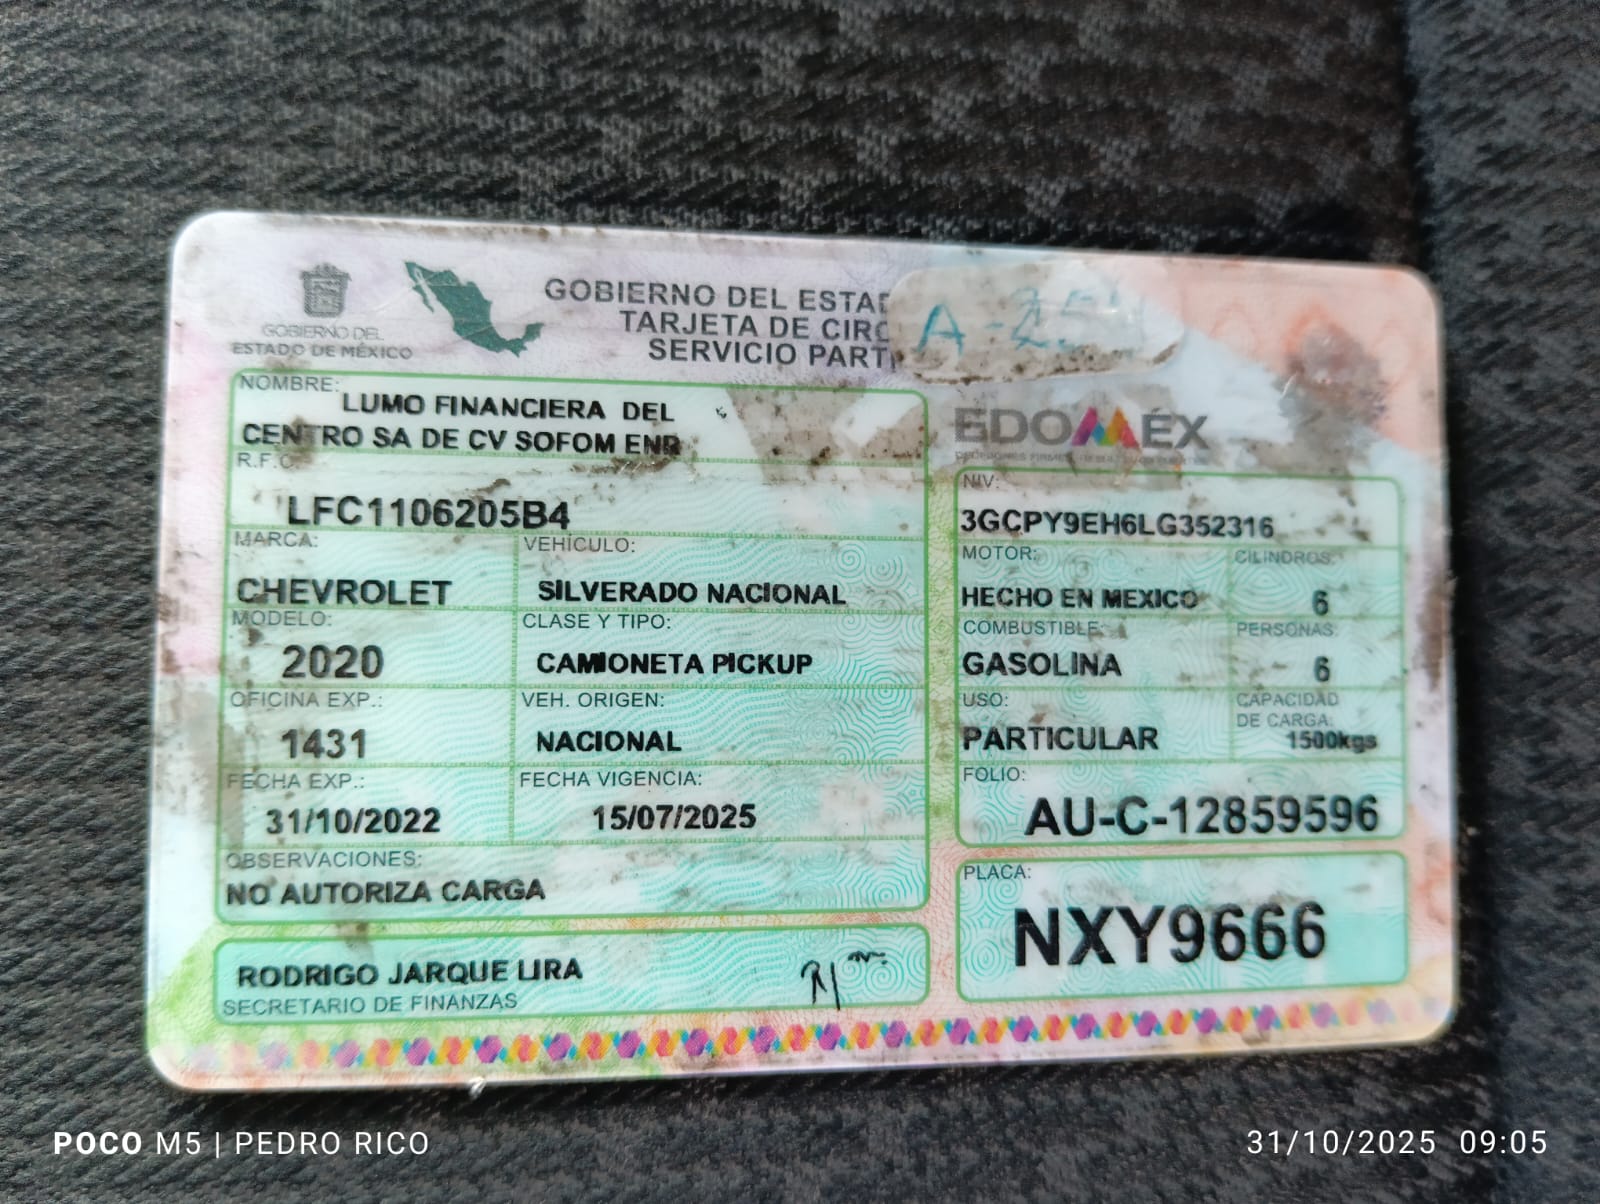 GOBIERNO DEL
ESTADO DE MÉXICO
GOBIERNO DEL ESTA
TARJETA DE CIRC
SERVICIO PART
A-25
EDOMÉX
NOMBRE:
LUMO FINANCIERA DEL
CENTRO SA DE CV SOFOM ENR
R.F.C.
LFC1106205B4
MARCA:
CHEVROLET
VEHÍCULO:
SILVERADO NACIONAL
MODELO:
2020
CLASE Y TIPO:
CAMIONETA PICKUP
OFICINA EXP.:
1431
VEH. ORIGEN:
NACIONAL
FECHA EXP.:
31/10/2022
FECHA VIGENCIA:
15/07/2025
OBSERVACIONES:
NO AUTORIZA CARGA
RODRIGO JARQUE LIRA
SECRETARIO DE FINANZAS
NIV:
3GCPY9EH6LG352316
MOTOR:
HECHO EN MEXICO
CILINDROS:
6
COMBUSTIBLE:
GASOLINA
PERSONAS:
6
USO:
PARTICULAR
CAPACIDAD
DE CARGA:
1500kgs
FOLIO:
AU-C-12859596
PLACA:
NXY9666
POCO M5 | PEDRO RICO
31/10/2025 09:05